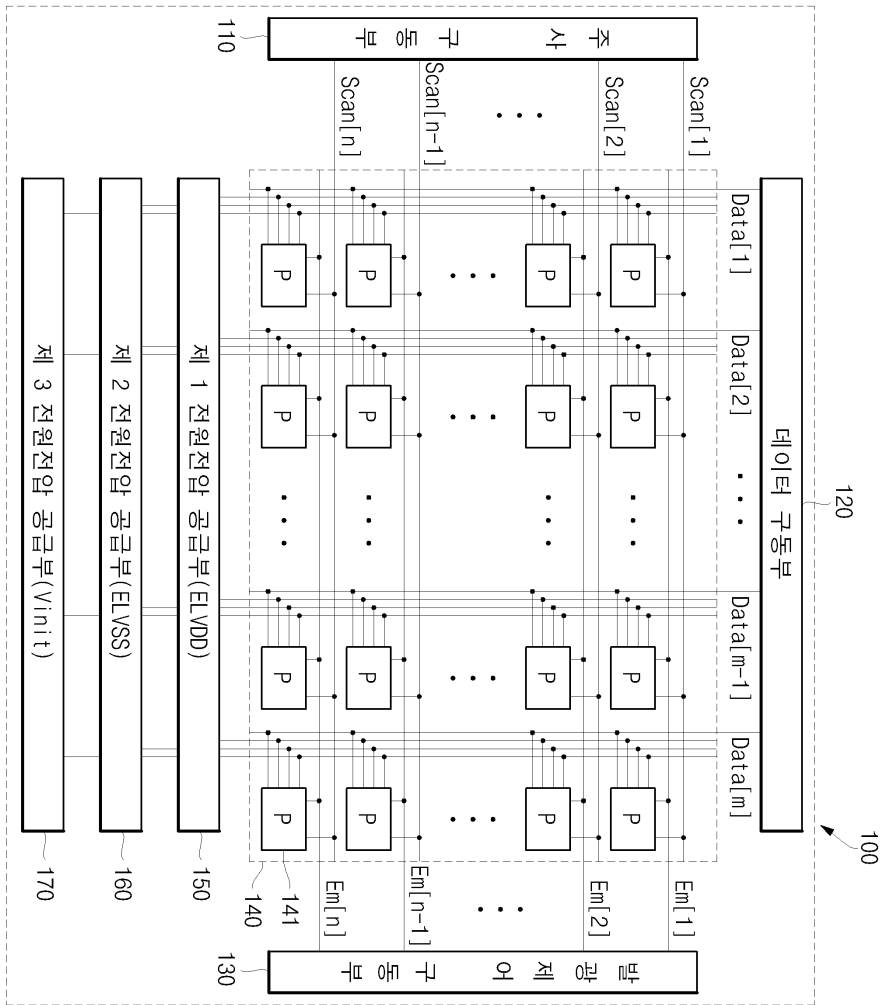 100
120
데이터 구동부
Data[1]
Data[2]
• • •
Data[m-1]
Data[m]
110
주사 구동부
Scan[1]
Scan[2]
• • •
Scan[n-1]
Scan[n]
P P • • • P P
P P • • • P P
• • •
P P • • • P P
P P • • • P P
Em[1]
Em[2]
• • •
Em[n-1]
Em[n]
발광제어 구동부
130
140
141
제 1 전원전압 공급부(ELVDD)
150
제 2 전원전압 공급부(ELVSS)
160
제 3 전원전압 공급부(Vinit)
170